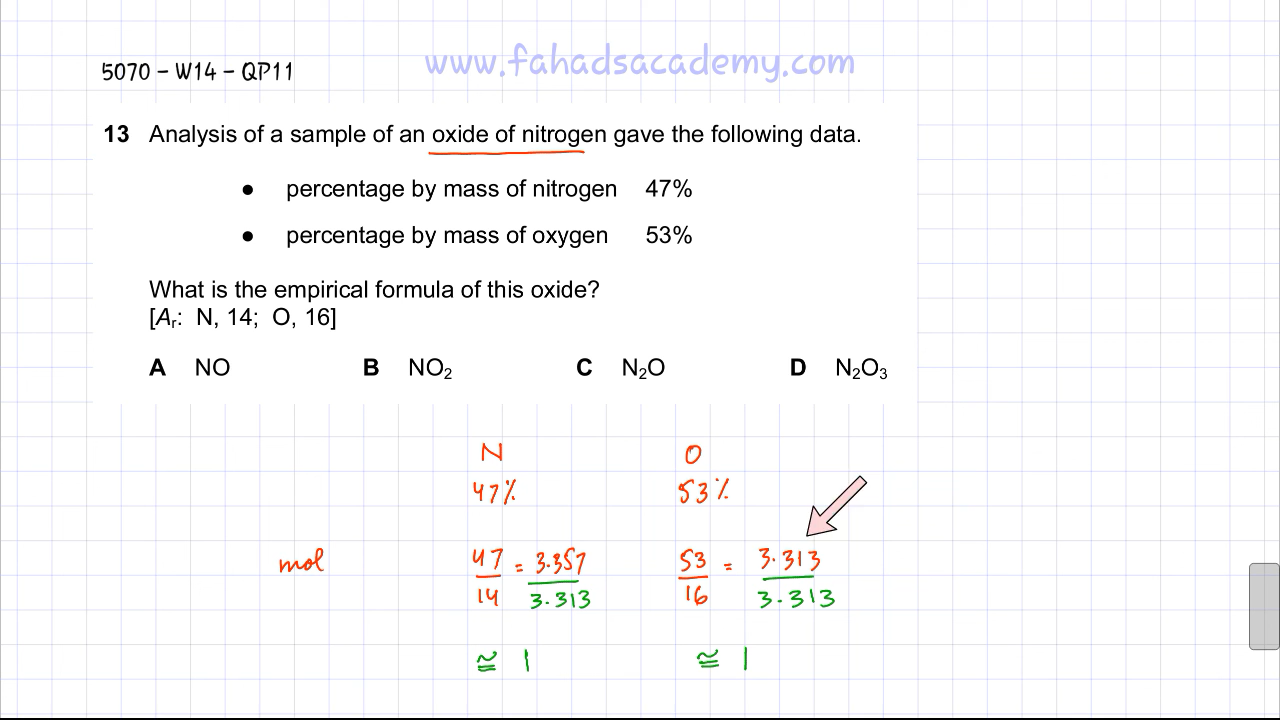 www.fahadsacademy.com
5070 - W14 - QP11
13 Analysis of a sample of an oxide of nitrogen gave the following data.
● percentage by mass of nitrogen 47%
● percentage by mass of oxygen 53%
What is the empirical formula of this oxide?
[Aᵣ: N, 14; O, 16]
A NO B NO₂ C N₂O D N₂O₃
N O
47% 53%
mol 47/14 = 3.357/3.313 53/16 = 3.313/3.313
≅ 1 ≅ 1